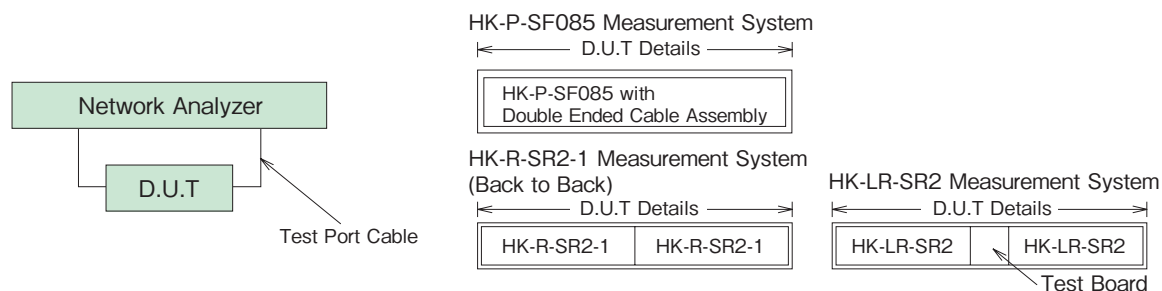 HK-P-SF085 Measurement System
D.U.T Details
HK-P-SF085 with
Double Ended Cable Assembly
Network Analyzer
D.U.T
Test Port Cable
HK-R-SR2-1 Measurement System
(Back to Back)
D.U.T Details
HK-R-SR2-1
HK-R-SR2-1
HK-LR-SR2 Measurement System
D.U.T Details
HK-LR-SR2
HK-LR-SR2
Test Board